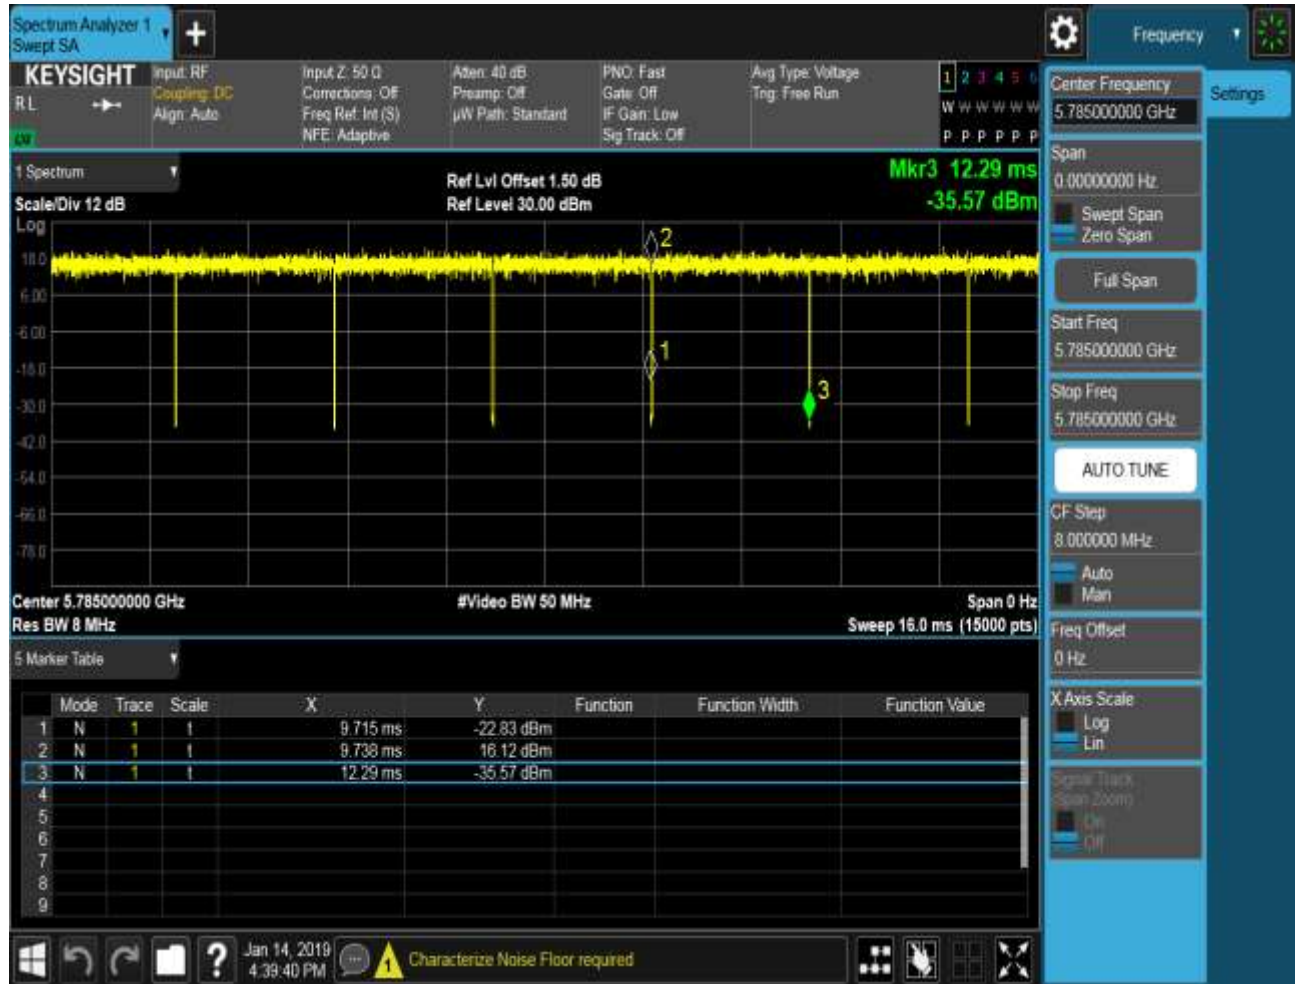 Spectrum Analyzer 1
Swept SA
+
Frequency
KEYSIGHT
RL
Input: RF
Coupling: DC
Align: Auto
Input Z: 50 Ω
Corrections: Off
Freq Ref: Int (S)
NFE: Adaptive
Atten: 40 dB
Preamp: Off
µW Path: Standard
PNO: Fast
Gate: Off
IF Gain: Low
Sig Track: Off
Avg Type: Voltage
Trig: Free Run
1 2 3 4 5 6
W W W W W W
P P P P P P
1 Spectrum
Scale/Div 12 dB
Log
Ref Lvl Offset 1.50 dB
Ref Level 30.00 dBm
Mkr3 12.29 ms
-35.57 dBm
18.0
6.00
-6.00
-18.0
-30.0
-42.0
-54.0
-66.0
-78.0
2
1
3
Center 5.785000000 GHz
Res BW 8 MHz
#Video BW 50 MHz
Span 0 Hz
Sweep 16.0 ms (15000 pts)
5 Marker Table
Mode Trace Scale X Y Function Function Width Function Value
1 N 1 t 9.715 ms -22.83 dBm
2 N 1 t 9.738 ms 16.12 dBm
3 N 1 t 12.29 ms -35.57 dBm
4
5
6
7
8
9
Jan 14, 2019
4:39:40 PM
1
Characterize Noise Floor required
Settings
Center Frequency
5.785000000 GHz
Span
0.00000000 Hz
Swept Span
Zero Span
Full Span
Start Freq
5.785000000 GHz
Stop Freq
5.785000000 GHz
AUTO TUNE
CF Step
8.000000 MHz
Auto
Man
Freq Offset
0 Hz
X Axis Scale
Log
Lin
Signal Track
(Span Zoom)
On
Off